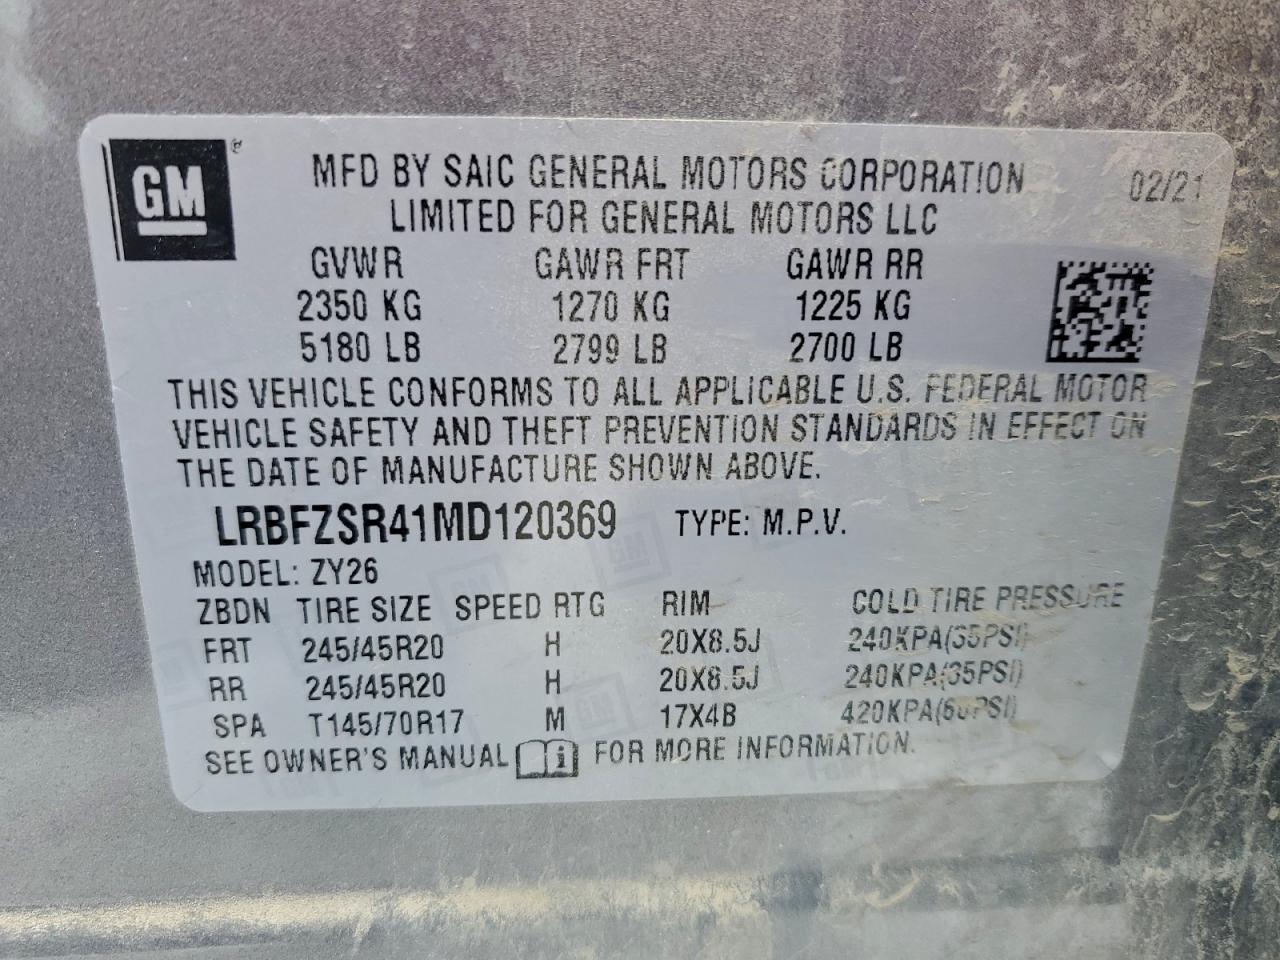 GM
MFD BY SAIC GENERAL MOTORS CORPORATION 02/21
LIMITED FOR GENERAL MOTORS LLC
GVWR GAWR FRT GAWR RR
2350 KG 1270 KG 1225 KG
5180 LB 2799 LB 2700 LB
THIS VEHICLE CONFORMS TO ALL APPLICABLE U.S. FEDERAL MOTOR
VEHICLE SAFETY AND THEFT PREVENTION STANDARDS IN EFFECT ON
THE DATE OF MANUFACTURE SHOWN ABOVE.
LRBFZSR41MD120369 TYPE: M.P.V.
MODEL: ZY26
ZBDN TIRE SIZE SPEED RTG RIM COLD TIRE PRESSURE
FRT 245/45R20 H 20X8.5J 240KPA(35PSI)
RR 245/45R20 H 20X8.5J 240KPA(35PSI)
SPA T145/70R17 M 17X4B 420KPA(60PSI)
SEE OWNER'S MANUAL FOR MORE INFORMATION.